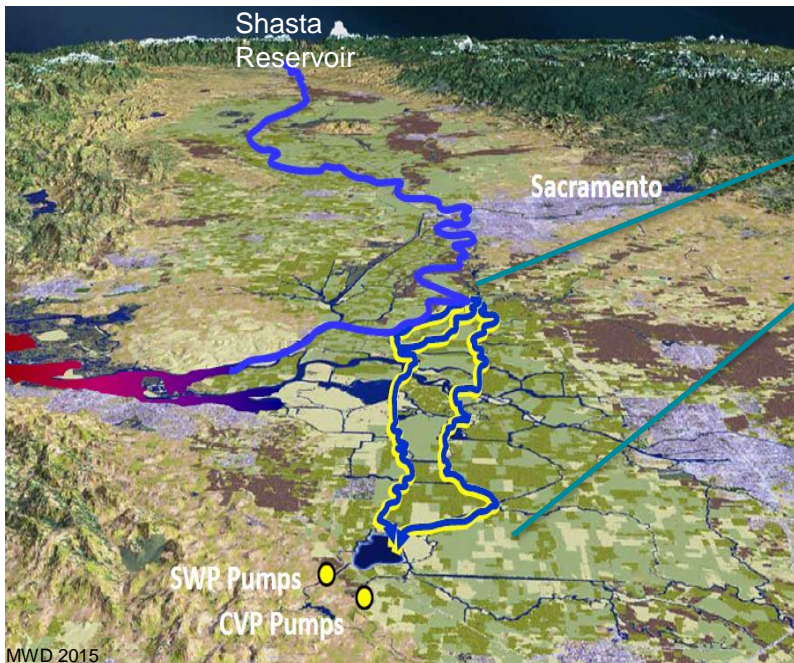 Shasta
Reservoir
Sacramento
SWP Pumps
CVP Pumps
MWD 2015